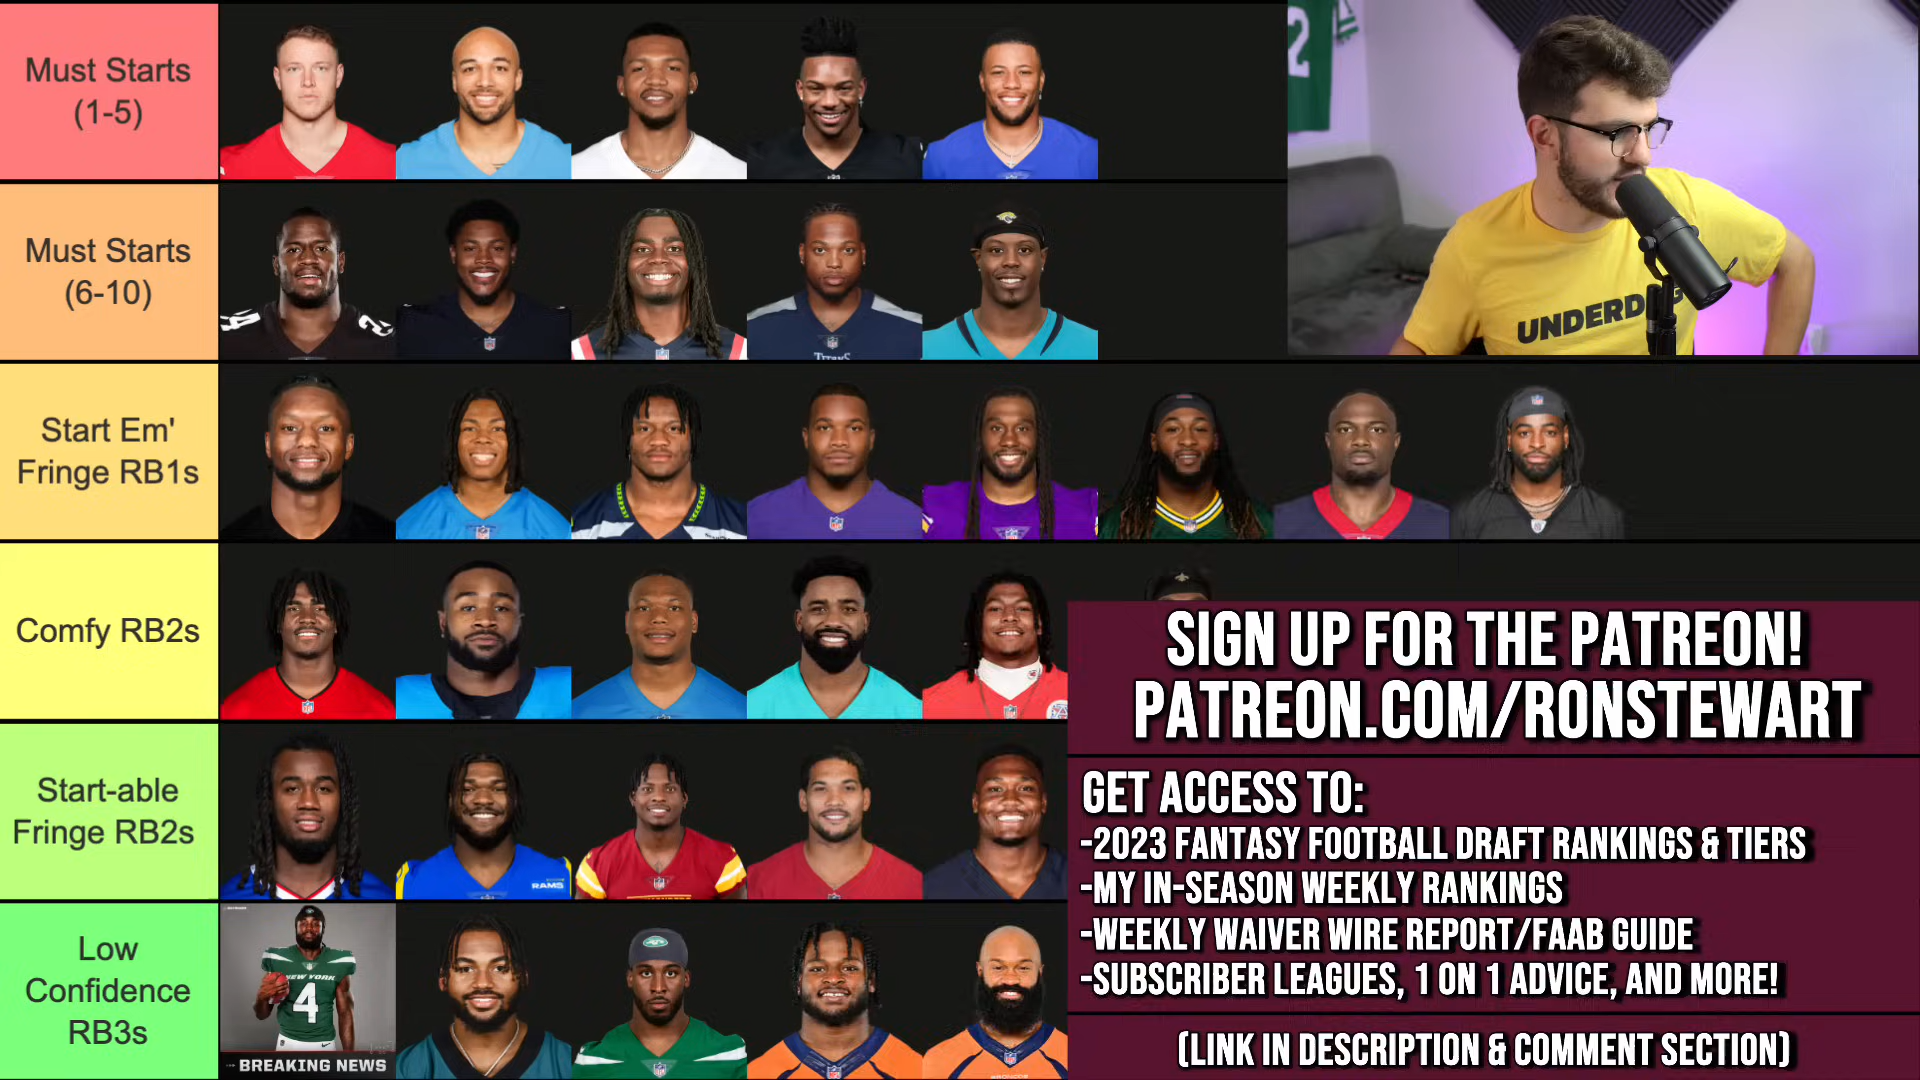 Must Starts
(1-5)
2
Must Starts
(6-10)
24
TITANS
UNDERD
Start Em'
Fringe RB1s
Comfy RB2s
SIGN UP FOR THE PATREON!
PATREON.COM/RONSTEWART
Start-able
Fringe RB2s
RAMS
GET ACCESS TO:
-2023 FANTASY FOOTBALL DRAFT RANKINGS & TIERS
-MY IN-SEASON WEEKLY RANKINGS
-WEEKLY WAIVER WIRE REPORT/FAAB GUIDE
-SUBSCRIBER LEAGUES, 1 ON 1 ADVICE, AND MORE!
Low
Confidence
RB3s
NEW YORK
4
BREAKING NEWS
(LINK IN DESCRIPTION & COMMENT SECTION)